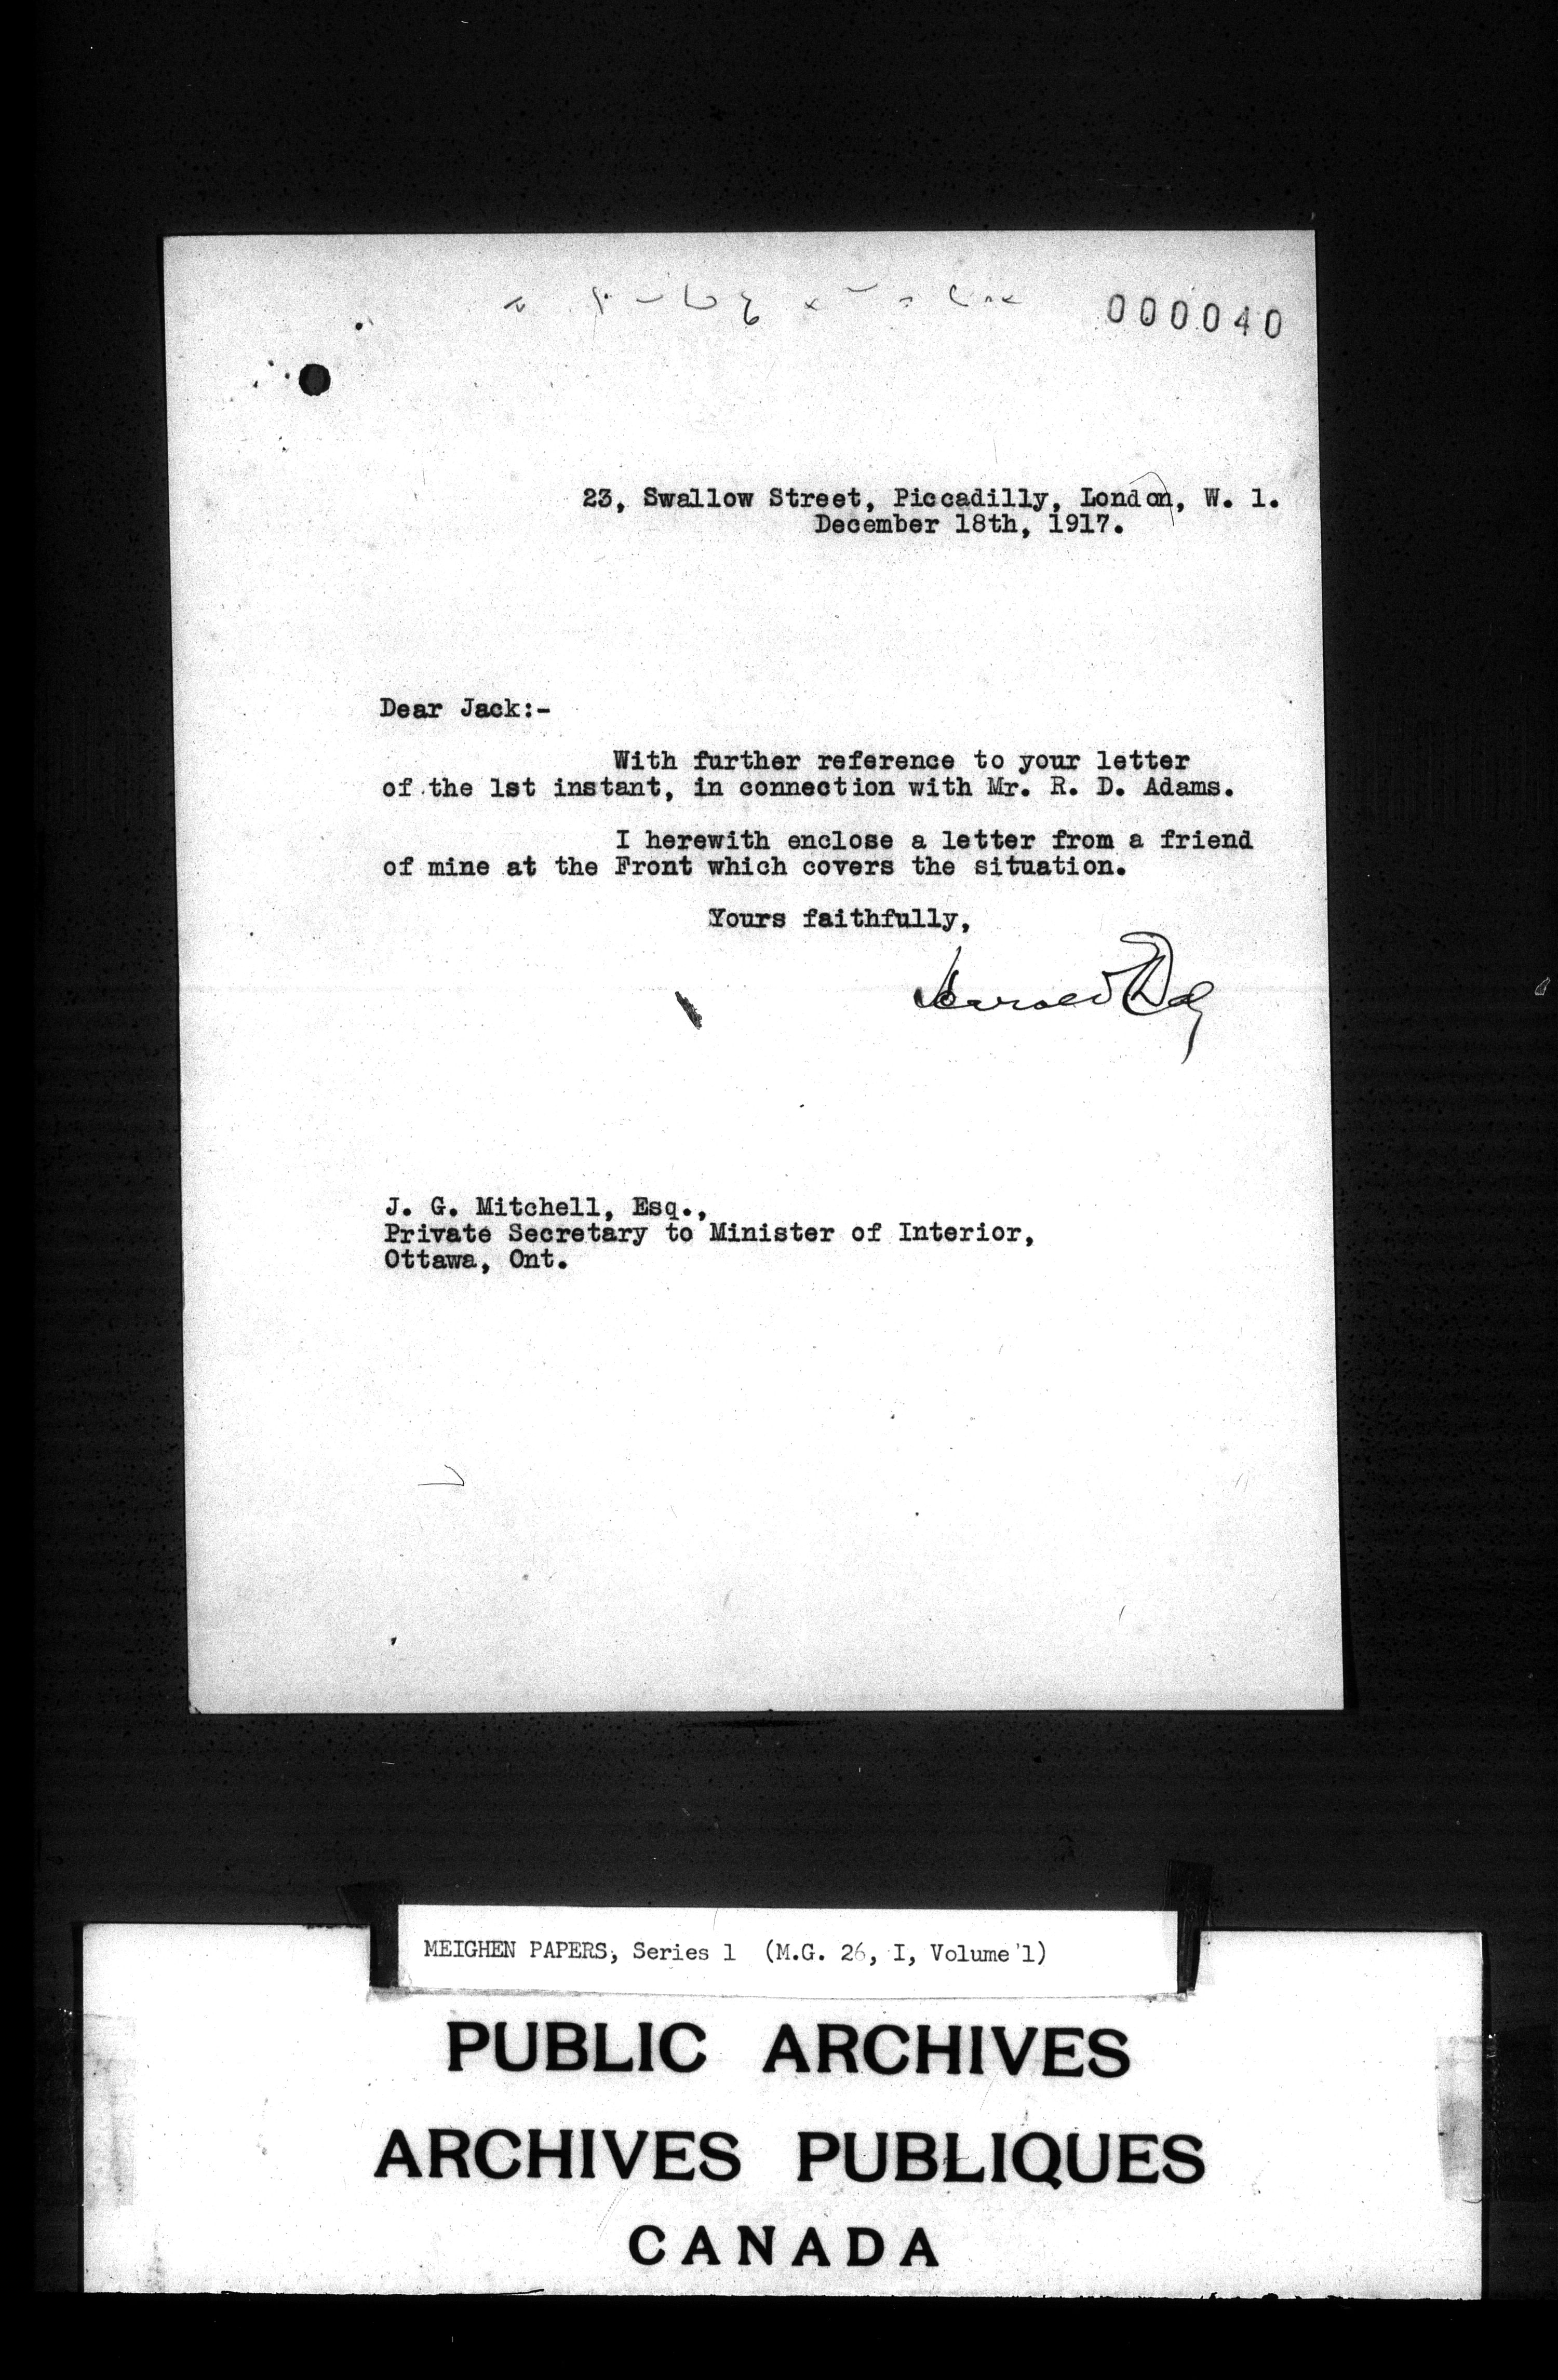 000040
23, Swallow Street, Piccadilly, London, W. 1.
December 18th, 1917.
Dear Jack:-
With further reference to your letter
of the 1st instant, in connection with Mr. R. D. Adams.
I herewith enclose a letter from a friend
of mine at the Front which covers the situation.
Yours faithfully,
J. G. Mitchell, Esq.,
Private Secretary to Minister of Interior,
Ottawa, Ont.
MEIGHEN PAPERS, Series 1 (M.G. 26, I, Volume 1)
PUBLIC ARCHIVES
ARCHIVES PUBLIQUES
CANADA